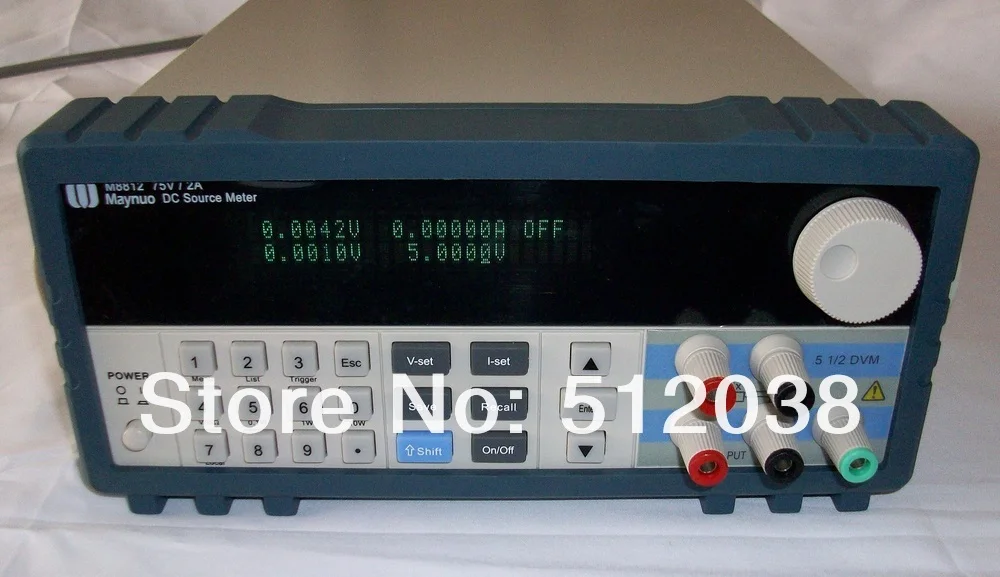 M8812 75V / 2A
Maynuo DC Source Meter
0.0042V 0.00000A OFF
0.0010V 5.0000V
POWER
1 2 3 Esc
List Trigger
V-set I-set
▲
5 1/2 DVM
4 5 6 0
Save Recall
Enter
Store No: 512038
7 8 9 •
⇧ Shift On/Off
▼